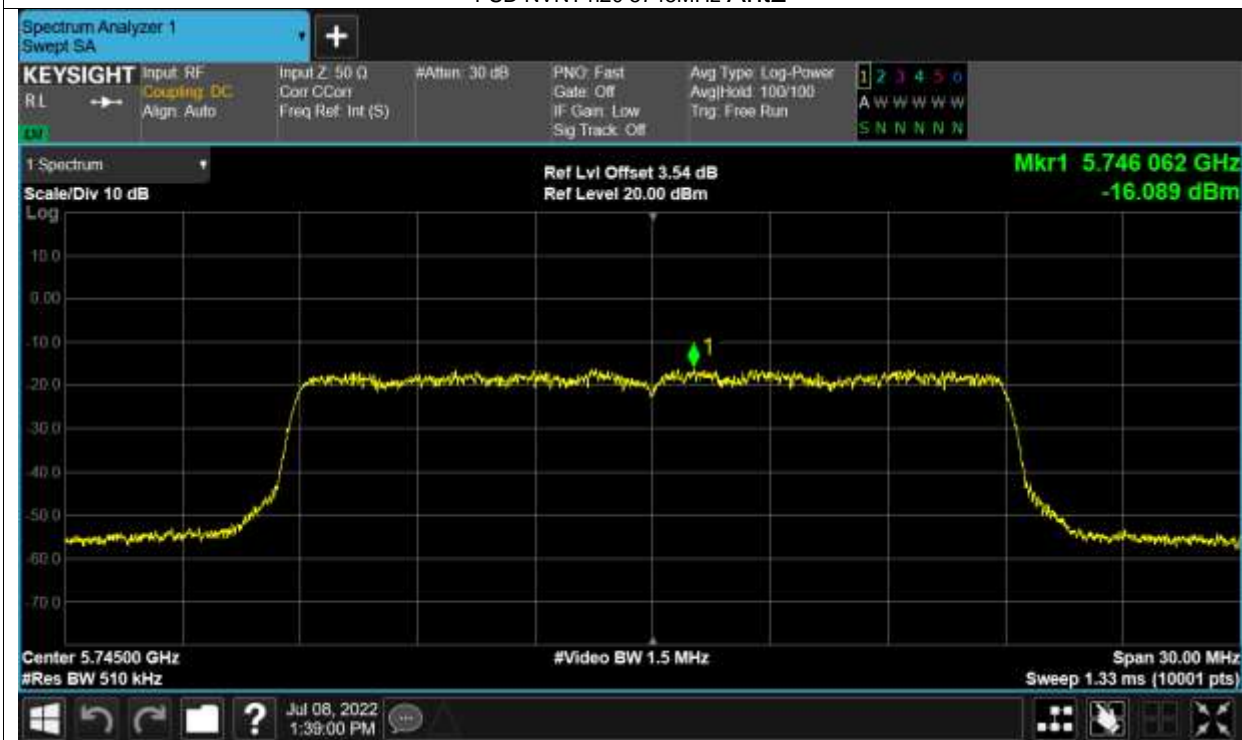 Spectrum Analyzer 1
Swept SA
+
KEYSIGHT
RL
Input: RF
Coupling: DC
Align: Auto
Input Z: 50 Ω
Corr CCorr
Freq Ref: Int (S)
#Atten: 30 dB
PNO: Fast
Gate: Off
IF Gain: Low
Sig Track: Off
Avg Type: Log-Power
Avg|Hold: 100/100
Trig: Free Run
1 2 3 4 5 6
A W W W W W
S N N N N N
1 Spectrum
Scale/Div 10 dB
Log
Ref Lvl Offset 3.54 dB
Ref Level 20.00 dBm
Mkr1 5.746 062 GHz
-16.089 dBm
10.0
0.00
-10.0
-20.0
-30.0
-40.0
-50.0
-60.0
-70.0
1
Center 5.74500 GHz
#Res BW 510 kHz
#Video BW 1.5 MHz
Span 30.00 MHz
Sweep 1.33 ms (10001 pts)
?
Jul 08, 2022
1:39:00 PM